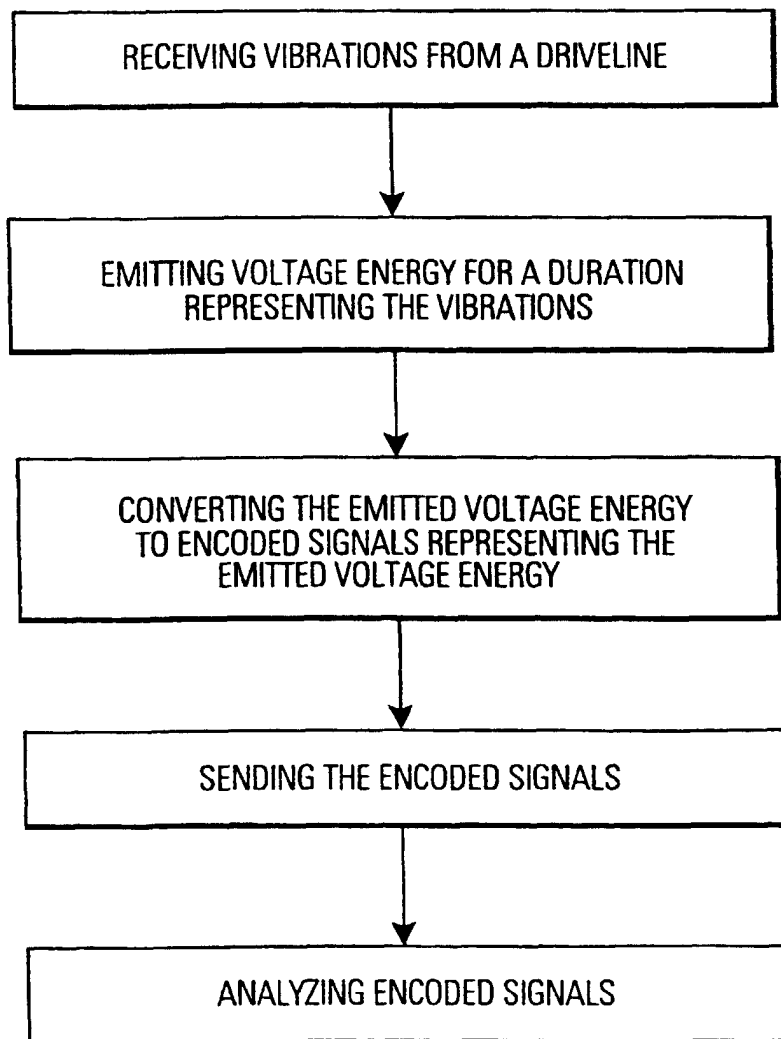 RECEIVING VIBRATIONS FROM A DRIVELINE
EMITTING VOLTAGE ENERGY FOR A DURATION
REPRESENTING THE VIBRATIONS
CONVERTING THE EMITTED VOLTAGE ENERGY
TO ENCODED SIGNALS REPRESENTING THE
EMITTED VOLTAGE ENERGY
SENDING THE ENCODED SIGNALS
ANALYZING ENCODED SIGNALS